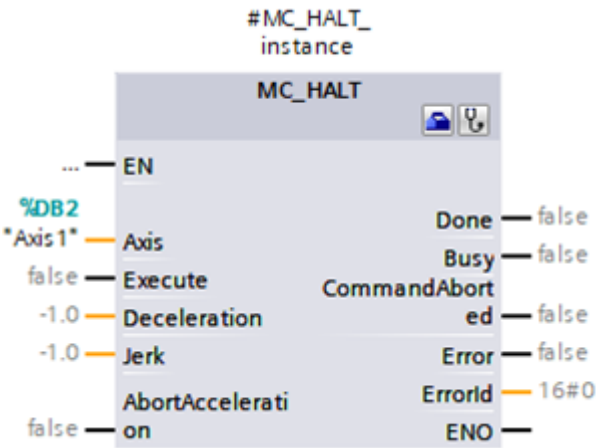 #MC_HALT_
instance
MC_HALT
... EN
%DB2
"Axis1" Axis
Done false
false Execute
Busy false
-1.0 Deceleration
CommandAbort
ed false
-1.0 Jerk
Error false
AbortAccelerati
false on
ErrorId 16#0
ENO